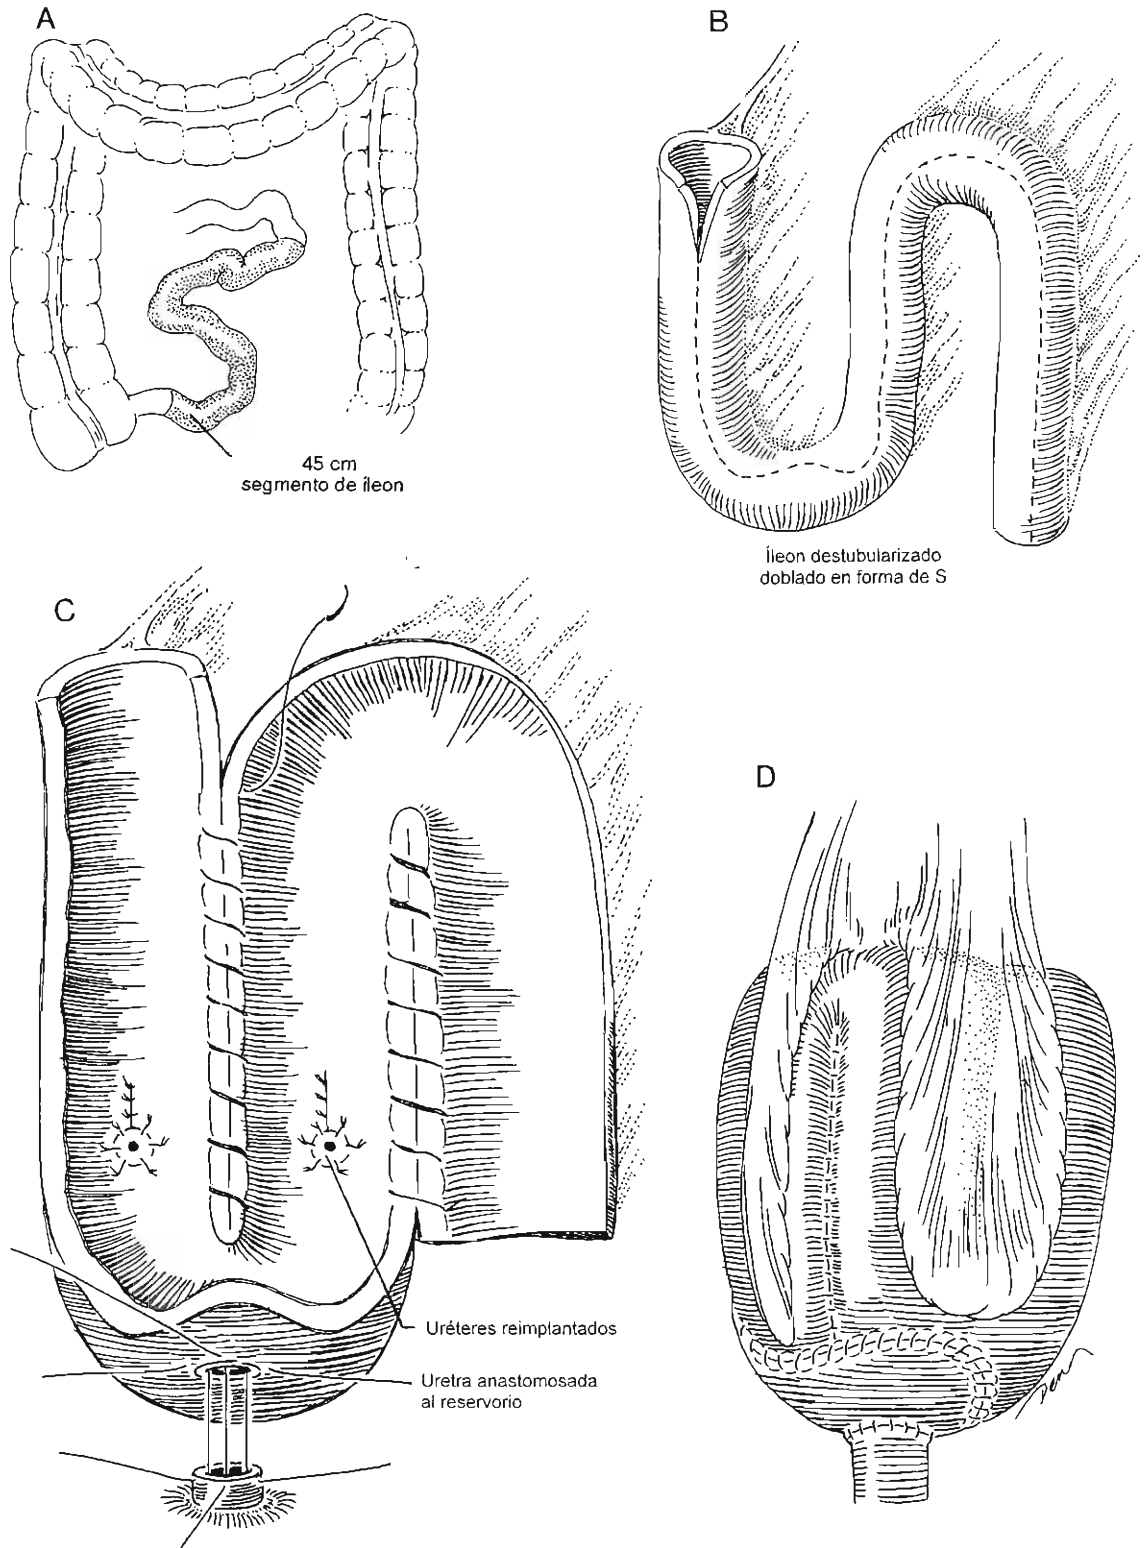 A
B
45 cm
segmento de íleon
Íleon destubularizado
doblado en forma de S
C
D
Uréteres reimplantados
Uretra anastomosada
al reservorio